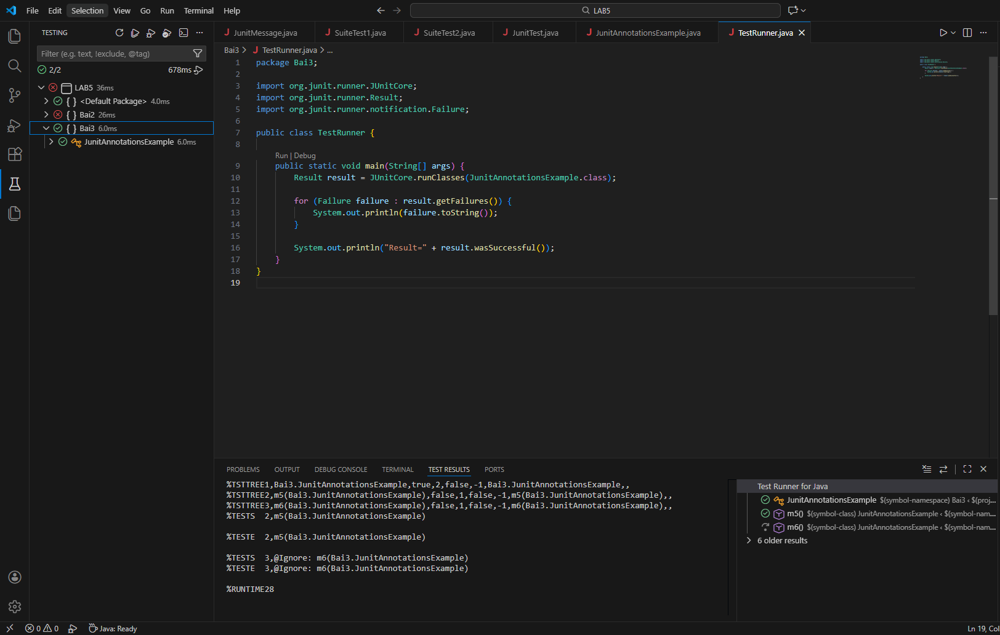 File Edit Selection View Go Run Terminal Help
LAB5
TESTING
Filter (e.g. text, !exclude, @tag)
2/2 678ms
LAB5 36ms
{ } <Default Package> 4.0ms
{ } Bai2 26ms
{ } Bai3 6.0ms
JunitAnnotationsExample 6.0ms
JunitMessage.java SuiteTest1.java SuiteTest2.java JunitTest.java JunitAnnotationsExample.java TestRunner.java
Bai3 > TestRunner.java > ...
1 package Bai3;
2
3 import org.junit.runner.JUnitCore;
4 import org.junit.runner.Result;
5 import org.junit.runner.notification.Failure;
6
7 public class TestRunner {
8
Run | Debug
9 public static void main(String[] args) {
10 Result result = JUnitCore.runClasses(JunitAnnotationsExample.class);
11
12 for (Failure failure : result.getFailures()) {
13 System.out.println(failure.toString());
14 }
15
16 System.out.println("Result=" + result.wasSuccessful());
17 }
18 }
19
PROBLEMS OUTPUT DEBUG CONSOLE TERMINAL TEST RESULTS PORTS
%TSTTREE1,Bai3.JunitAnnotationsExample,true,2,false,-1,Bai3.JunitAnnotationsExample,,
%TSTTREE2,m5(Bai3.JunitAnnotationsExample),false,1,false,-1,m5(Bai3.JunitAnnotationsExample),,
%TSTTREE3,m6(Bai3.JunitAnnotationsExample),false,1,false,-1,m6(Bai3.JunitAnnotationsExample),,
%TESTS 2,m5(Bai3.JunitAnnotationsExample)
%TESTE 2,m5(Bai3.JunitAnnotationsExample)
%TESTS 3,@Ignore: m6(Bai3.JunitAnnotationsExample)
%TESTE 3,@Ignore: m6(Bai3.JunitAnnotationsExample)
%RUNTIME28
Test Runner for Java
JunitAnnotationsExample $(symbol-namespace) Bai3 ‹ $(proj...
m5() $(symbol-class) JunitAnnotationsExample ‹ $(symbol-nam...
m6() $(symbol-class) JunitAnnotationsExample ‹ $(symbol-nam...
6 older results
0 0 Java: Ready
Ln 19, Col